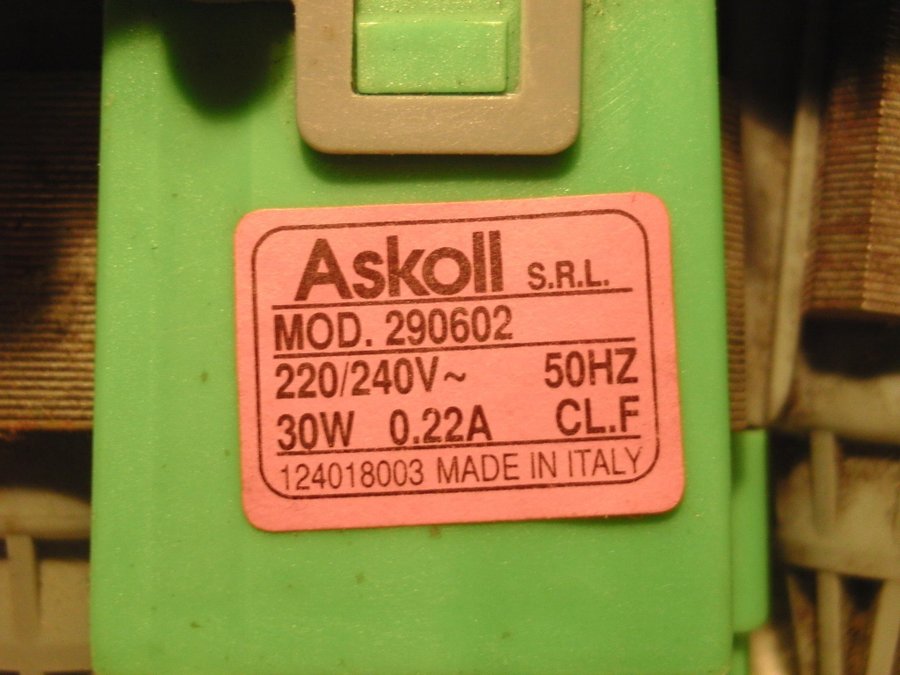 Askoll S.R.L.
MOD. 290602
220/240V~ 50HZ
30W 0.22A CL.F
124018003 MADE IN ITALY